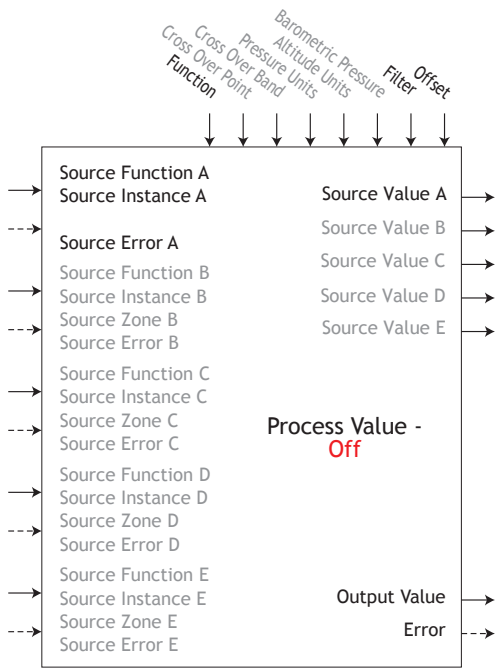 Function
Cross Over Point
Cross Over Band
Pressure Units
Altitude Units
Barometric Pressure
Filter
Offset
Source Function A
Source Instance A
Source Error A
Source Function B
Source Instance B
Source Zone B
Source Error B
Source Function C
Source Instance C
Source Zone C
Source Error C
Source Function D
Source Instance D
Source Zone D
Source Error D
Source Function E
Source Instance E
Source Zone E
Source Error E
Source Value A
Source Value B
Source Value C
Source Value D
Source Value E
Process Value -
Off
Output Value
Error